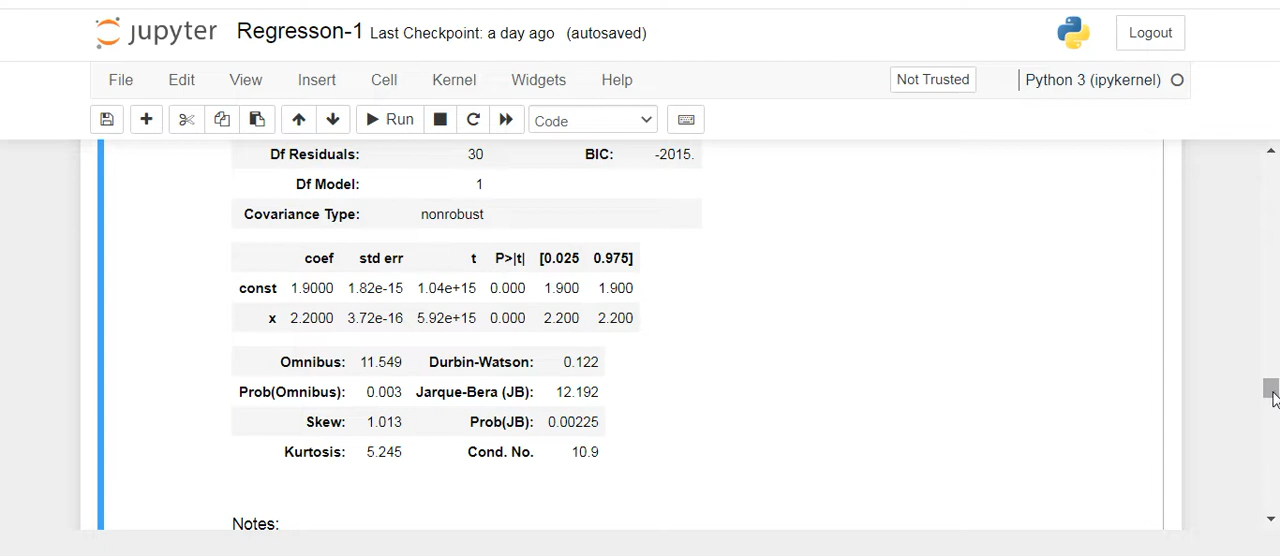 jupyter Regresson-1 Last Checkpoint: a day ago (autosaved) Logout
File Edit View Insert Cell Kernel Widgets Help Not Trusted Python 3 (ipykernel)
Run Code
Df Residuals: 30 BIC: -2015.
Df Model: 1
Covariance Type: nonrobust
coef std err t P>|t| [0.025 0.975]
const 1.9000 1.82e-15 1.04e+15 0.000 1.900 1.900
x 2.2000 3.72e-16 5.92e+15 0.000 2.200 2.200
Omnibus: 11.549 Durbin-Watson: 0.122
Prob(Omnibus): 0.003 Jarque-Bera (JB): 12.192
Skew: 1.013 Prob(JB): 0.00225
Kurtosis: 5.245 Cond. No. 10.9
Notes: